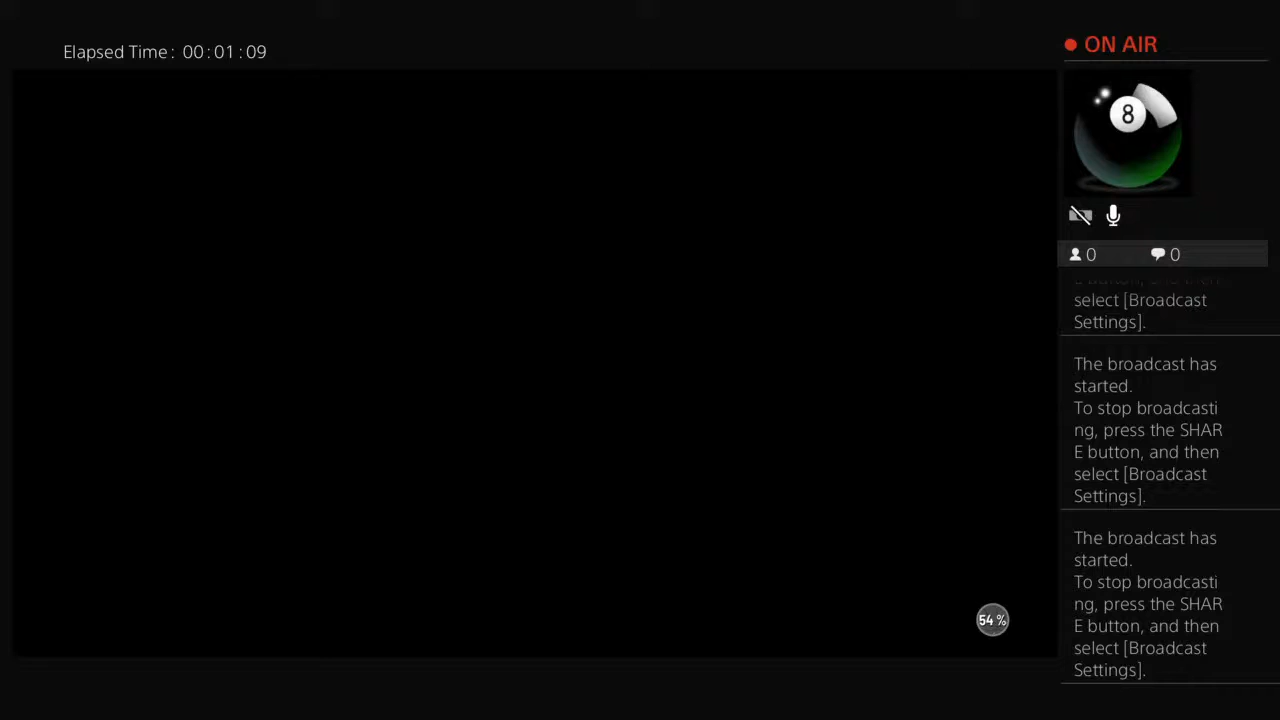 Elapsed Time: 00:01:09
ON AIR
8
0
0
select [Broadcast
Settings].
The broadcast has
started.
To stop broadcasti
ng, press the SHAR
E button, and then
select [Broadcast
Settings].
The broadcast has
started.
To stop broadcasti
ng, press the SHAR
E button, and then
select [Broadcast
Settings].
54 %